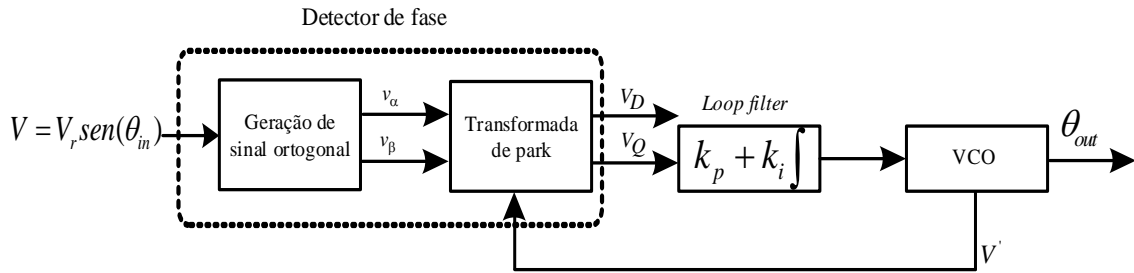 Detector de fase
V = V_r sen(θ_in)
Geração de
sinal ortogonal
v_α
v_β
Transformada
de park
V_D
V_Q
Loop filter
k_p + k_i ∫
VCO
θ_out
V'